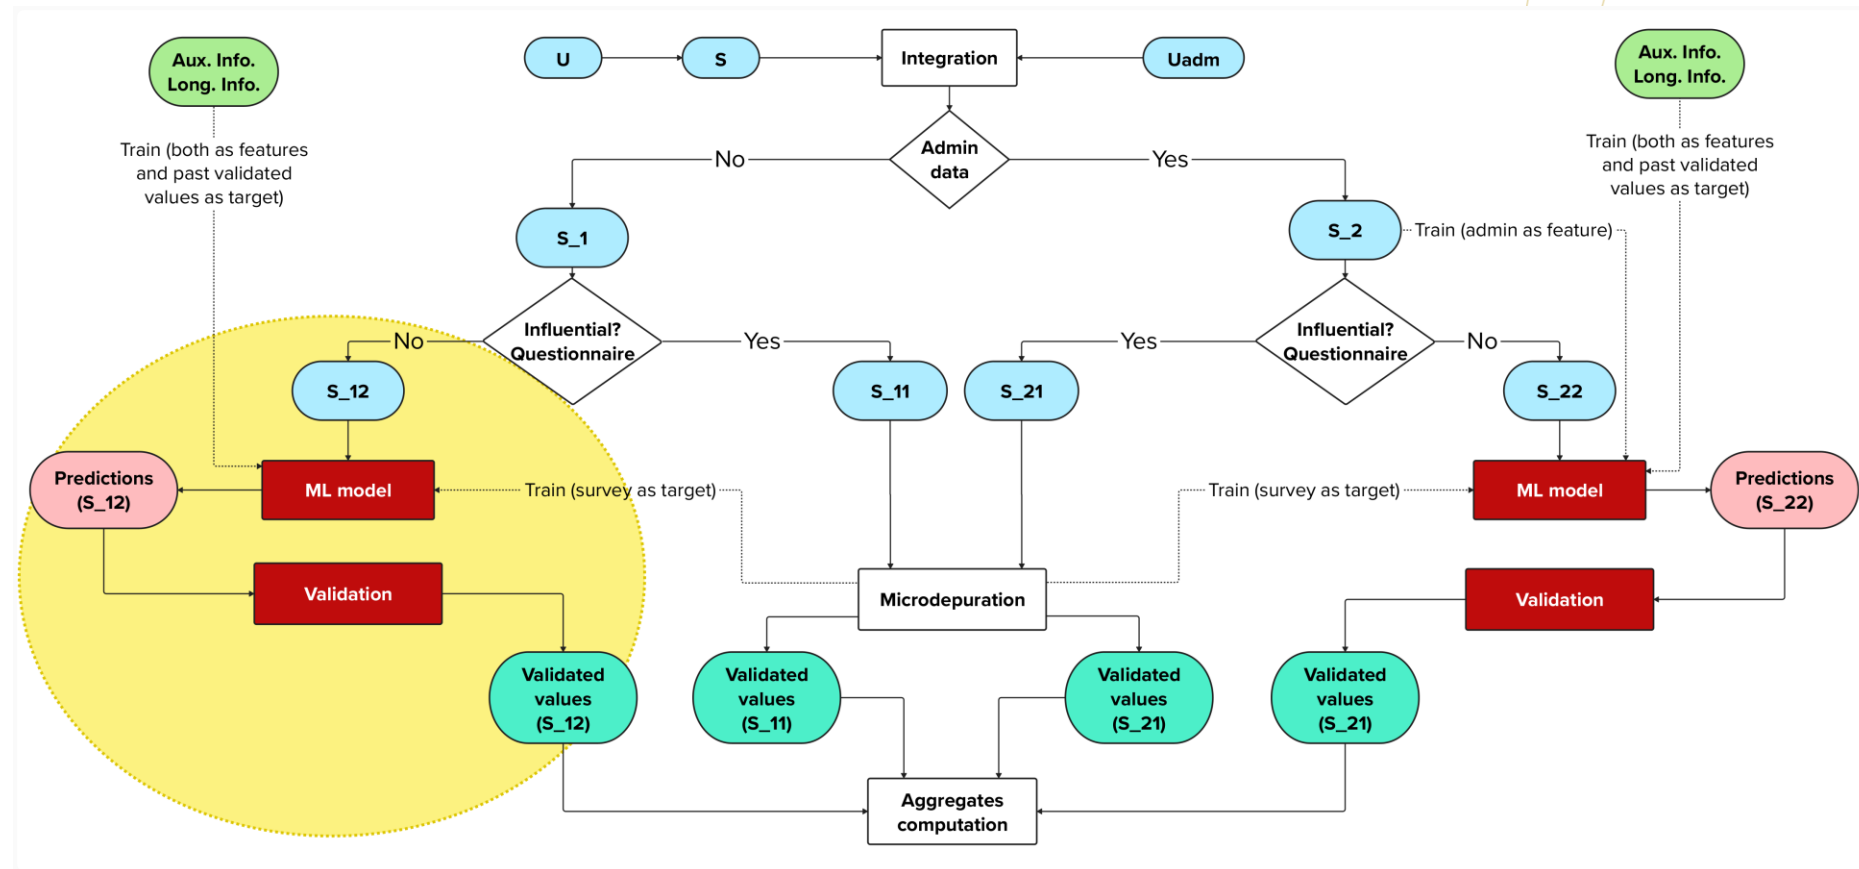 Aux. Info.
Long. Info.
U
S
Integration
Uadm
Aux. Info.
Long. Info.
Train (both as features
and past validated
values as target)
Admin
data
No
Yes
Train (both as features
and past validated
values as target)
S_1
S_2
Train (admin as feature)
Influential?
Questionnaire
No
Yes
Influential?
Questionnaire
Yes
No
S_12
S_11
S_21
S_22
Predictions
(S_12)
ML model
Train (survey as target)
Train (survey as target)
ML model
Predictions
(S_22)
Validation
Microdepuration
Validation
Validated
values
(S_12)
Validated
values
(S_11)
Validated
values
(S_21)
Validated
values
(S_21)
Aggregates
computation